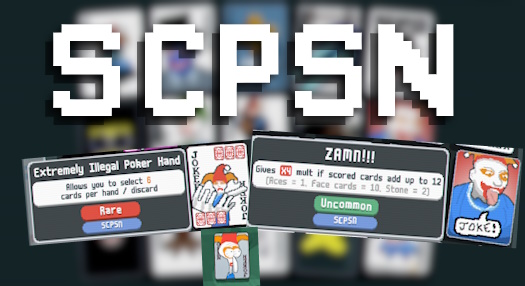 SCPSN
Extremely Illegal Poker Hand
Allows you to select 6
cards per hand / discard
Rare
SCPSN
JOKER
JOKER
ZAMN!!!
Gives X4 mult if scored cards add up to 12
(Aces = 1, Face cards = 10, Stone = 2)
Uncommon
SCPSN
JOKE!